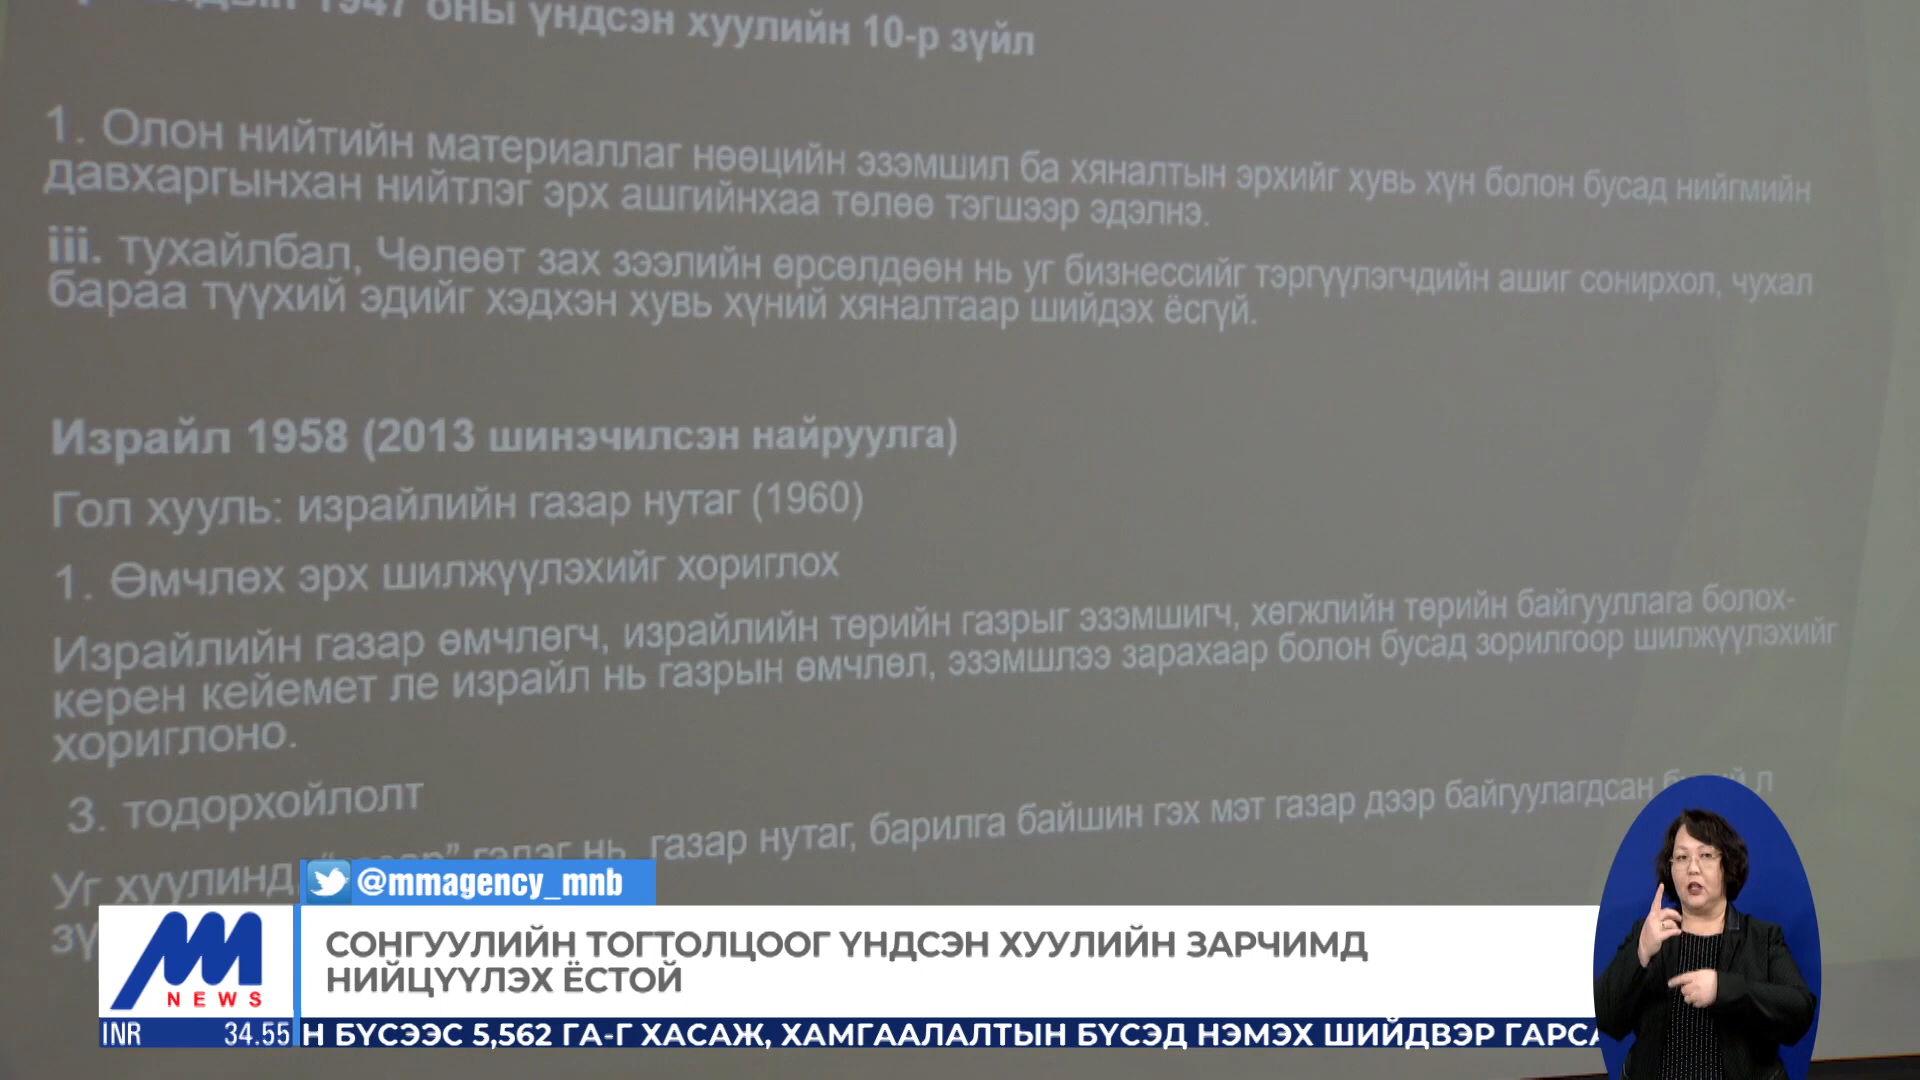 1947 оны үндсэн хуулийн 10-р зүйл
1. Олон нийтийн материаллаг нөөцийн эзэмшил ба хяналтын эрхийг хувь хүн болон бусад нийгмийн
давхаргынхан нийтлэг эрх ашгийнхаа төлөө тэгшээр эдэлнэ.
iii. тухайлбал, Чөлөөт зах зээлийн өрсөлдөөн нь уг бизнессийг тэргүүлэгчдийн ашиг сонирхол, чухал
бараа түүхий эдийг хэдхэн хувь хүний хяналтаар шийдэх ёсгүй.
Израйл 1958 (2013 шинэчилсэн найруулга)
Гол хууль: израйлийн газар нутаг (1960)
1. Өмчлөх эрх шилжүүлэхийг хориглох
Израйлийн газар өмчлөгч, израйлийн төрийн газрыг эзэмшигч, хөгжлийн төрийн байгууллага болох-
керен кейемет ле израйл нь газрын өмчлөл, эзэмшлээ зарахаар болон бусад зорилгоор шилжүүлэхийг
хориглоно.
3. тодорхойлолт
Уг хуулинд, гэдэг нь, газар нутаг, барилга байшин гэх мэт газар дээр байгуулагдсан
@mmagency_mnb
NEWS
СОНГУУЛИЙН ТОГТОЛЦООГ ҮНДСЭН ХУУЛИЙН ЗАРЧИМД
НИЙЦҮҮЛЭХ ЁСТОЙ
INR 34.55 Н БҮСЭЭС 5,562 ГА-Г ХАСАЖ, ХАМГААЛАЛТЫН БҮСЭД НЭМЭХ ШИЙДВЭР ГАРСА